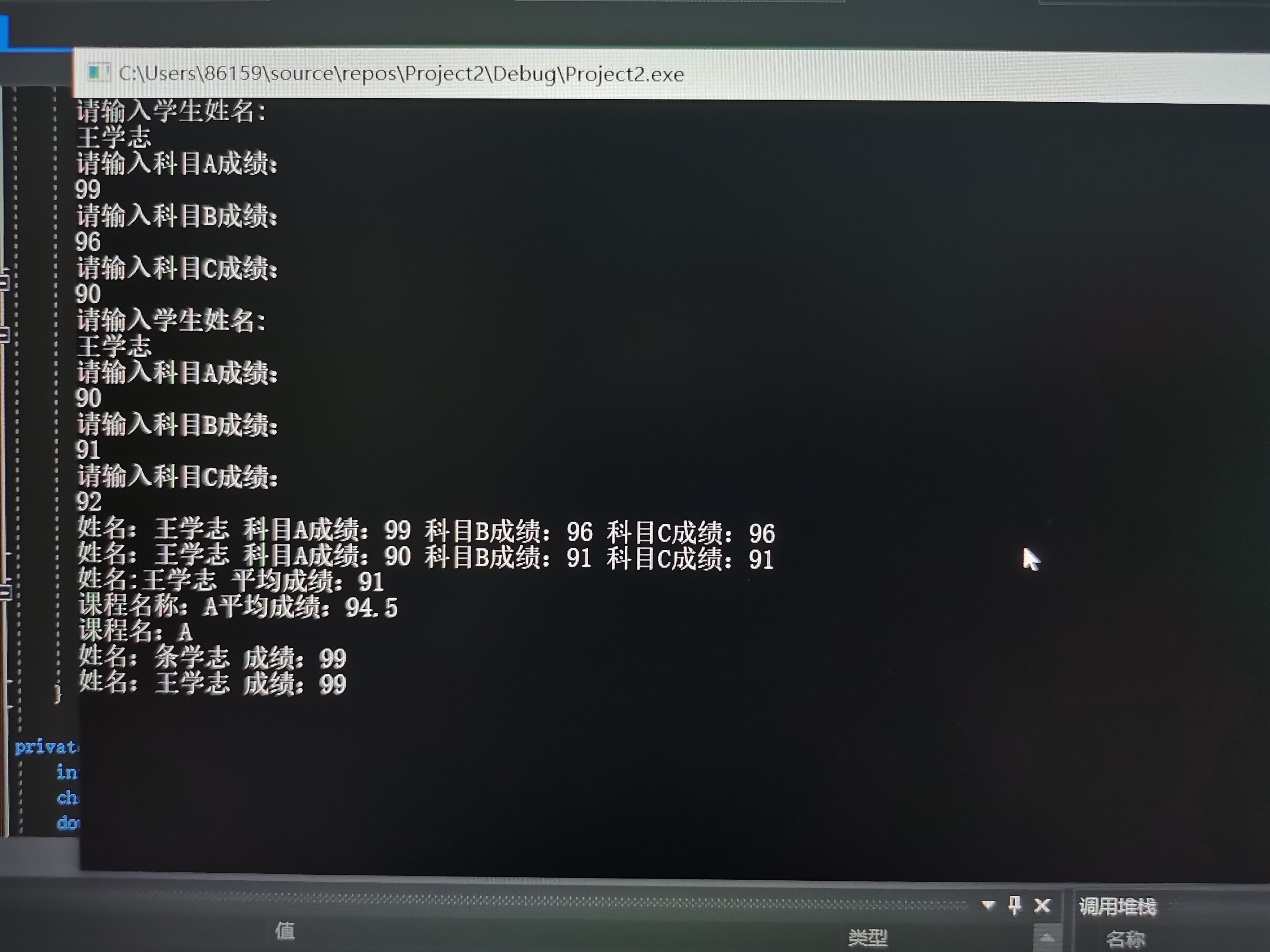 C:\Users\86159\source\repos\Project2\Debug\Project2.exe
请输入学生姓名:
王学志
请输入科目A成绩:
99
请输入科目B成绩:
96
请输入科目C成绩:
90
请输入学生姓名:
王学志
请输入科目A成绩:
90
请输入科目B成绩:
91
请输入科目C成绩:
92
姓名: 王学志 科目A成绩: 99 科目B成绩: 96 科目C成绩: 96
姓名: 王学志 科目A成绩: 90 科目B成绩: 91 科目C成绩: 91
姓名:王学志 平均成绩: 91
课程名称: A平均成绩: 94.5
课程名: A
姓名: 条学志 成绩: 99
姓名: 王学志 成绩: 99
}
privat
in
ch
dou
值
类型
调用堆栈
名称